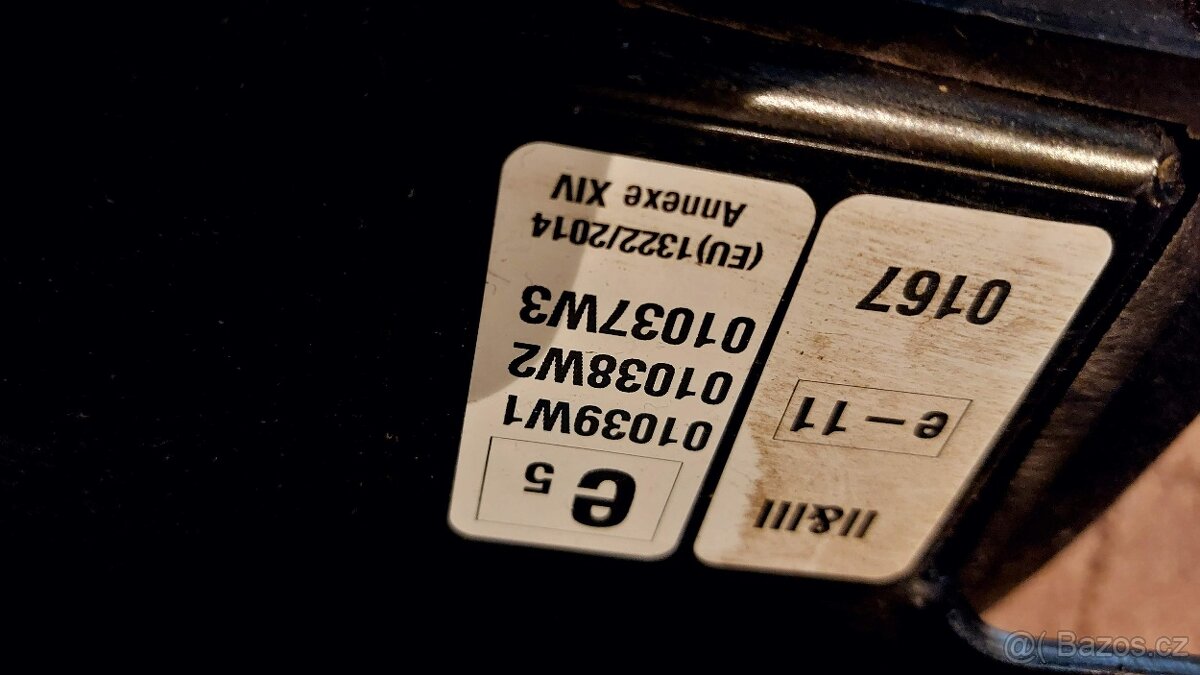 e 5
01039W1
01038W2
01037W3
(EU)1322/2014
Annexe XIV
II&III
e – 11
0167
@( Bazos.cz